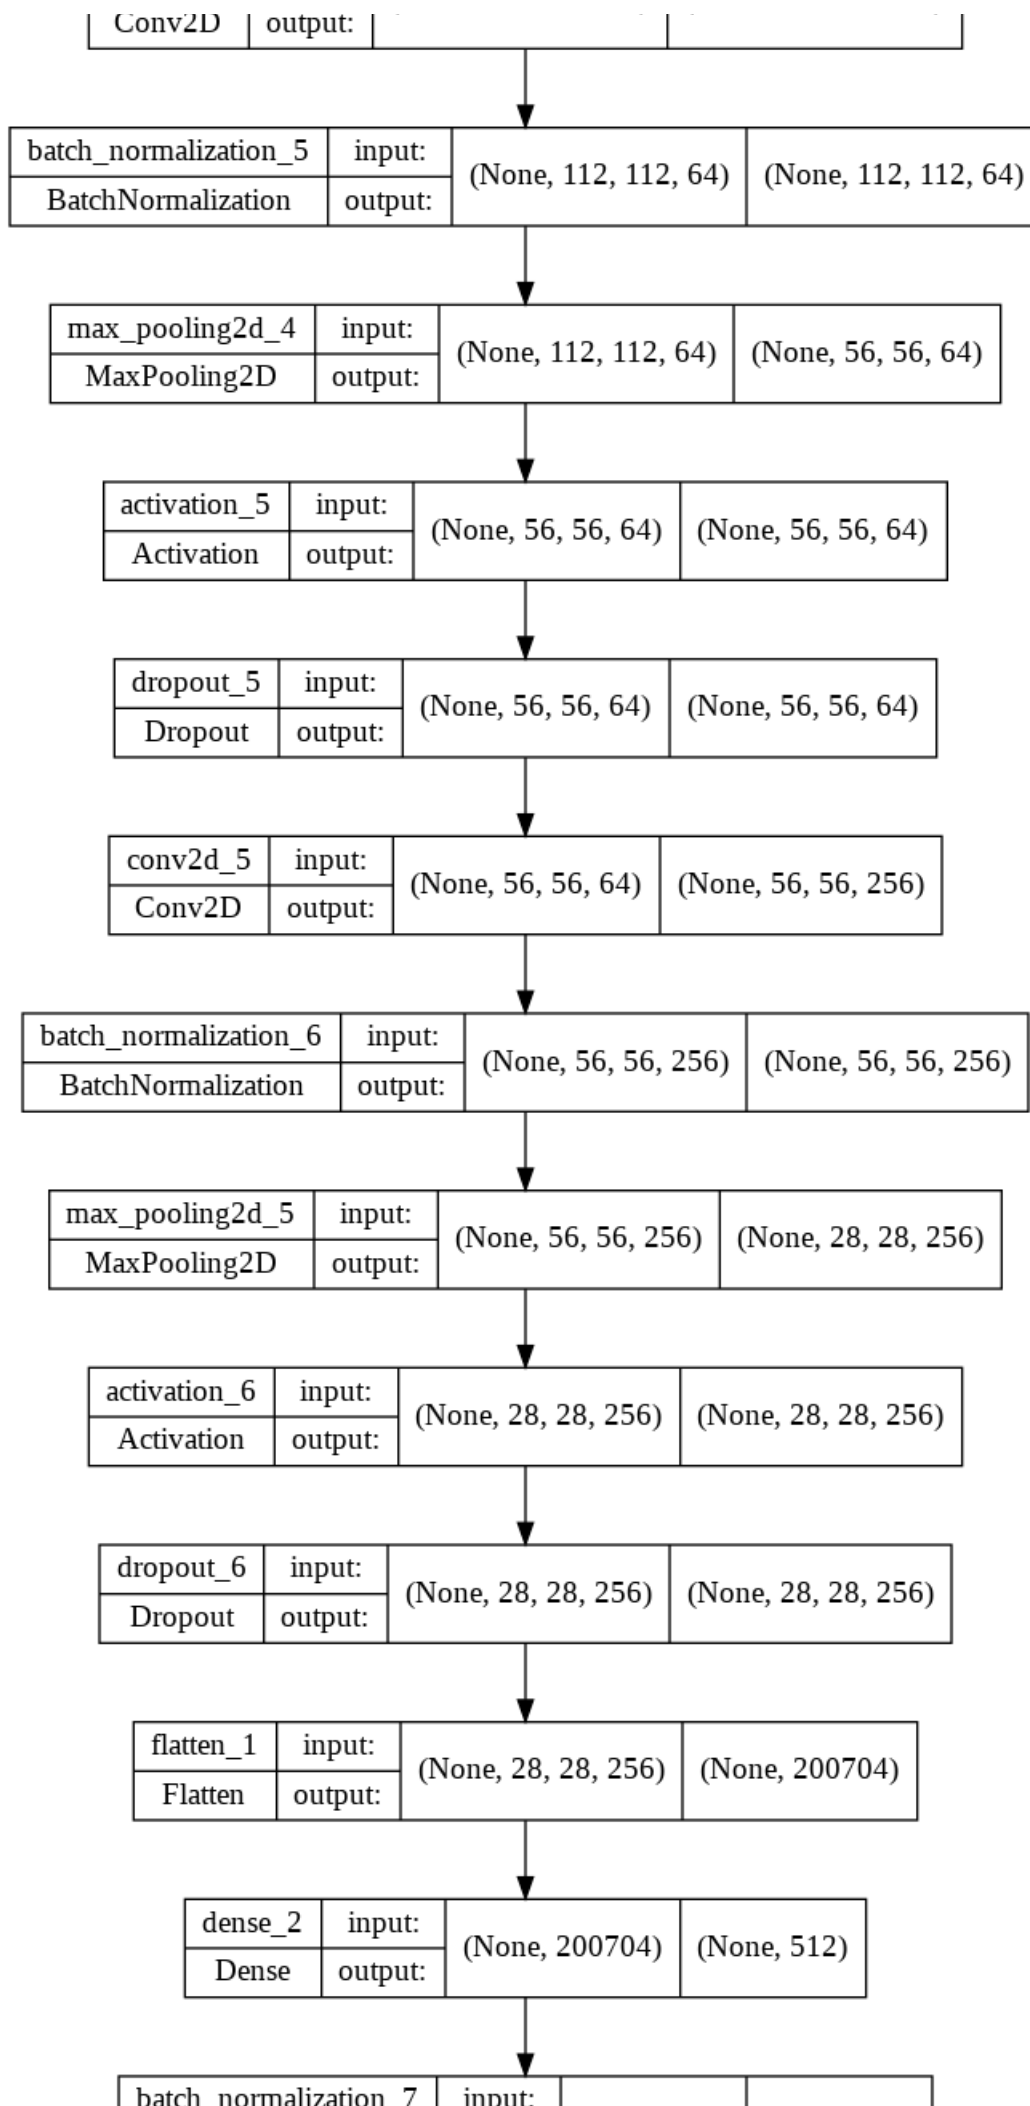 Conv2D output:
batch_normalization_5 input: (None, 112, 112, 64) (None, 112, 112, 64)
BatchNormalization output:
max_pooling2d_4 input: (None, 112, 112, 64) (None, 56, 56, 64)
MaxPooling2D output:
activation_5 input: (None, 56, 56, 64) (None, 56, 56, 64)
Activation output:
dropout_5 input: (None, 56, 56, 64) (None, 56, 56, 64)
Dropout output:
conv2d_5 input: (None, 56, 56, 64) (None, 56, 56, 256)
Conv2D output:
batch_normalization_6 input: (None, 56, 56, 256) (None, 56, 56, 256)
BatchNormalization output:
max_pooling2d_5 input: (None, 56, 56, 256) (None, 28, 28, 256)
MaxPooling2D output:
activation_6 input: (None, 28, 28, 256) (None, 28, 28, 256)
Activation output:
dropout_6 input: (None, 28, 28, 256) (None, 28, 28, 256)
Dropout output:
flatten_1 input: (None, 28, 28, 256) (None, 200704)
Flatten output:
dense_2 input: (None, 200704) (None, 512)
Dense output:
batch_normalization_7 input: